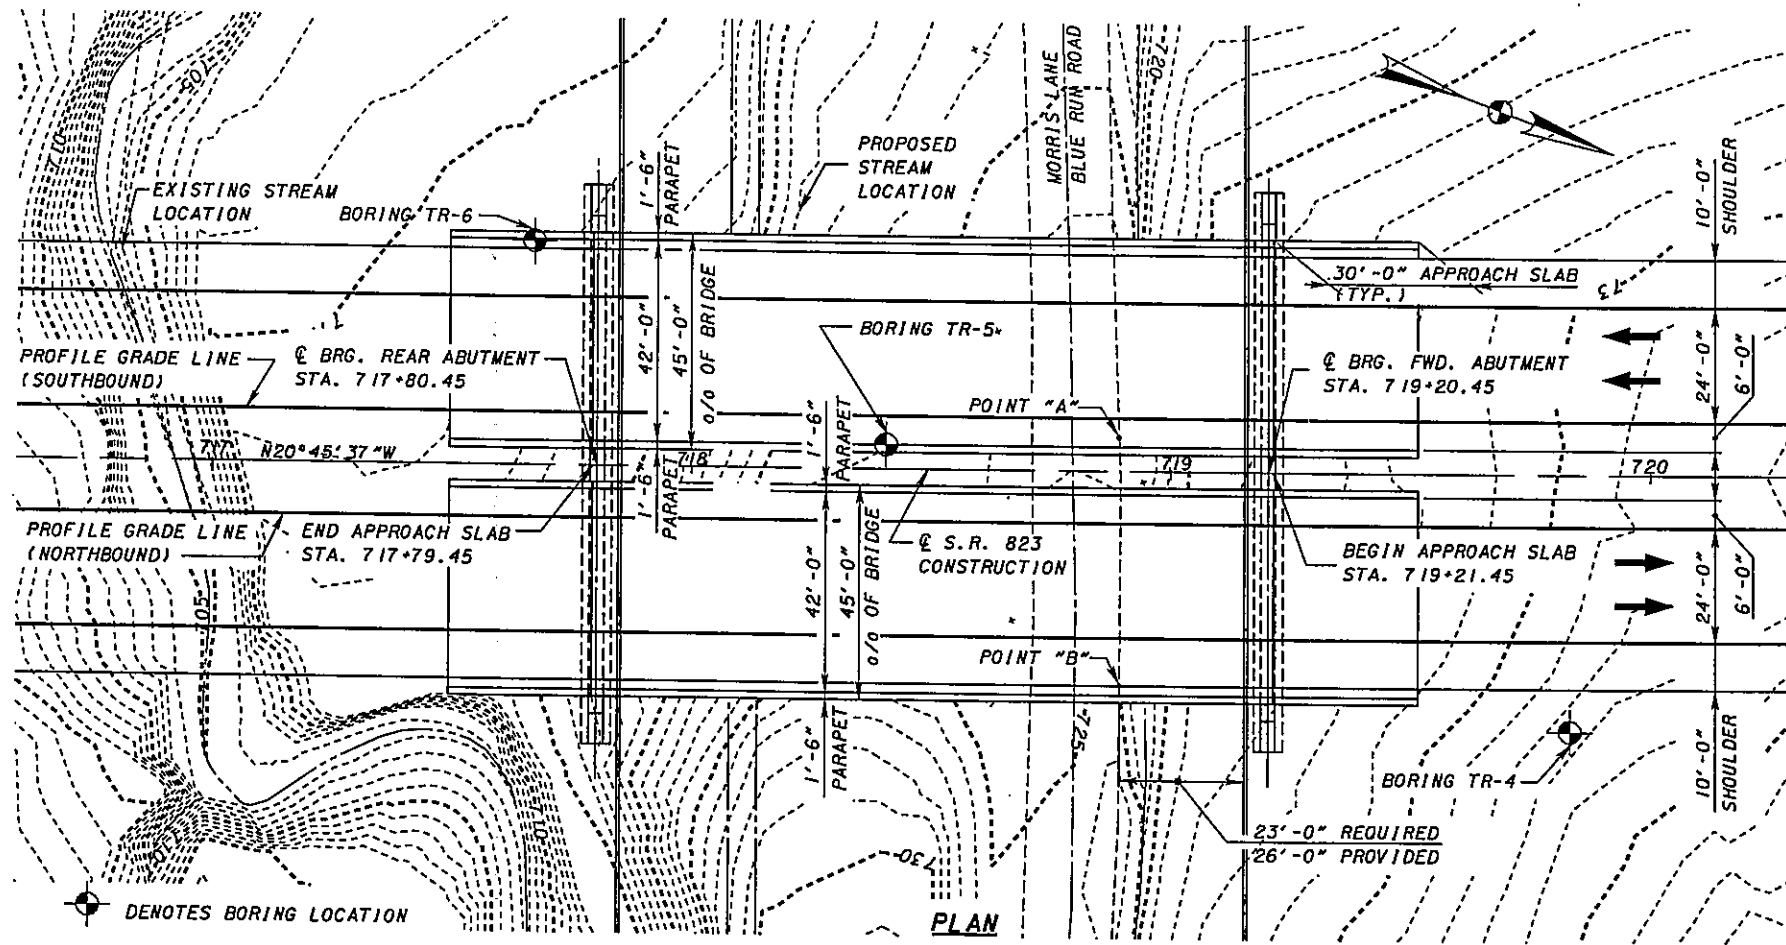 705
710
-720-
MORRIS LANE
BLUE RUN ROAD
PROPOSED
STREAM
LOCATION
EXISTING STREAM
LOCATION
BORING TR-6
1'-6"
PARAPET
10'-0"
SHOULDER
30'-0" APPROACH SLAB
(TYP.)
73
42'-0"
45'-0"
o/o OF BRIDGE
BORING TR-5
PROFILE GRADE LINE
(SOUTHBOUND)
℄ BRG. REAR ABUTMENT
STA. 717+80.45
℄ BRG. FWD. ABUTMENT
STA. 719+20.45
24'-0"
6'-0"
POINT "A"
1'-6"
PARAPET
717
N20°45'37"W
718
719
720
1'-6"
PARAPET
PROFILE GRADE LINE
(NORTHBOUND)
END APPROACH SLAB
STA. 717+79.45
℄ S.R. 823
CONSTRUCTION
BEGIN APPROACH SLAB
STA. 719+21.45
42'-0"
45'-0"
o/o OF BRIDGE
24'-0"
6'-0"
705
POINT "B"
1'-6"
PARAPET
-725-
BORING TR-4
10'-0"
SHOULDER
710
23'-0" REQUIRED
26'-0" PROVIDED
-730-
DENOTES BORING LOCATION
PLAN